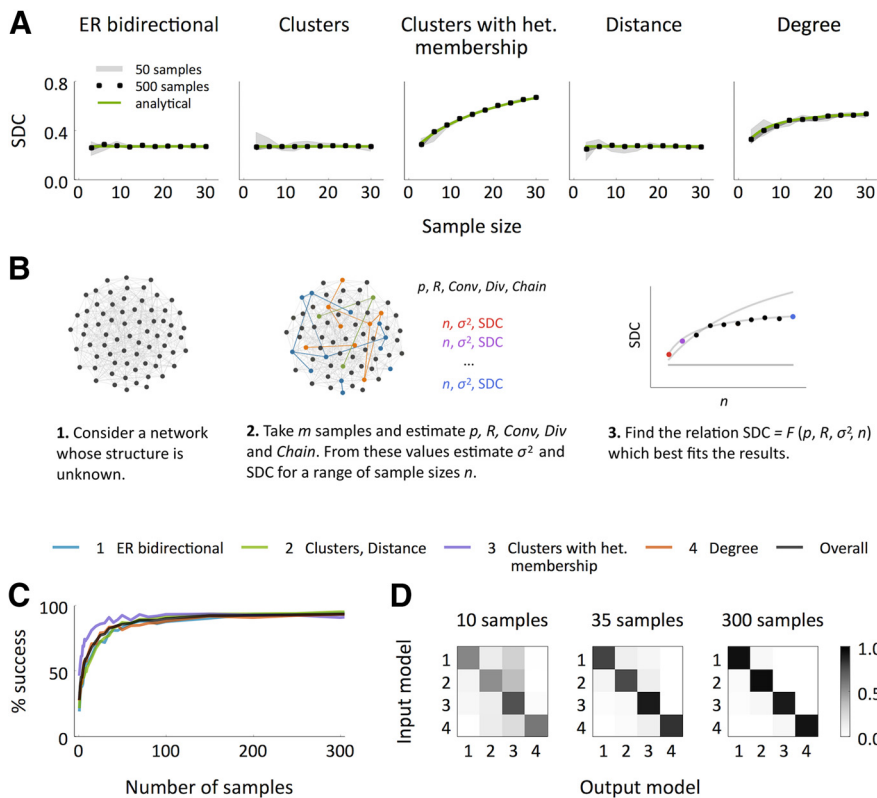 A
ER bidirectional
Clusters
Clusters with het.
membership
Distance
Degree
50 samples
500 samples
analytical
SDC
0.8
0.4
0.0
0 10 20 30
0 10 20 30
0 10 20 30
0 10 20 30
0 10 20 30
Sample size
B
p, R, Conv, Div, Chain
n, σ², SDC
n, σ², SDC
...
n, σ², SDC
SDC
n
1. Consider a network
whose structure is
unknown.
2. Take m samples and estimate p, R, Conv, Div
and Chain. From these values estimate σ² and
SDC for a range of sample sizes n.
3. Find the relation SDC = F (p, R, σ², n)
which best fits the results.
1 ER bidirectional
2 Clusters, Distance
3 Clusters with het.
membership
4 Degree
Overall
C
% success
100
50
0
0 100 200 300
Number of samples
D
10 samples
35 samples
300 samples
Input model
1
2
3
4
1 2 3 4
1
2
3
4
1 2 3 4
1
2
3
4
1 2 3 4
1.0
0.5
0.0
Output model